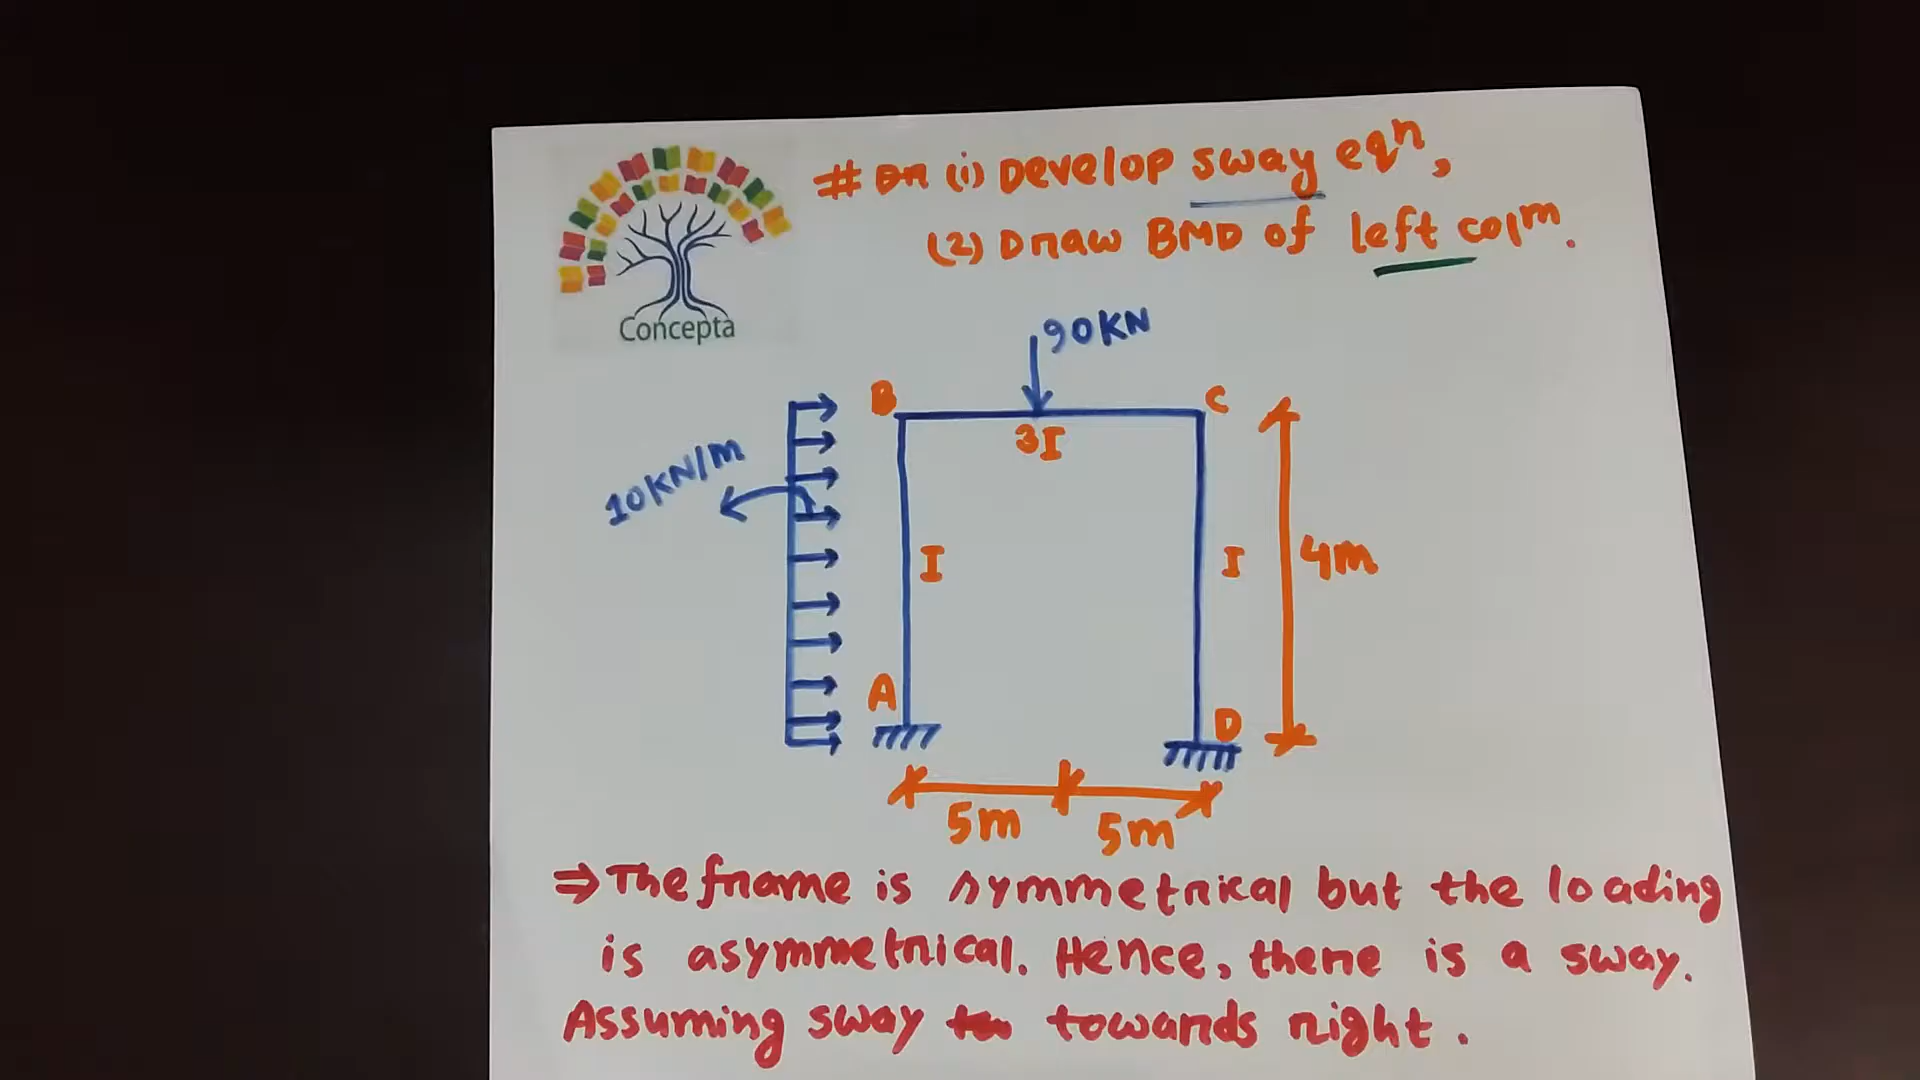 # (i) Develop sway eqn,
(2) Draw BMD of left colm.
Concepta
90KN
B
C
3I
10KN/m
I
I
4m
A
D
5m
5m
⇒ The frame is symmetrical but the loading
is asymmetrical. Hence, there is a sway.
Assuming sway towards right.